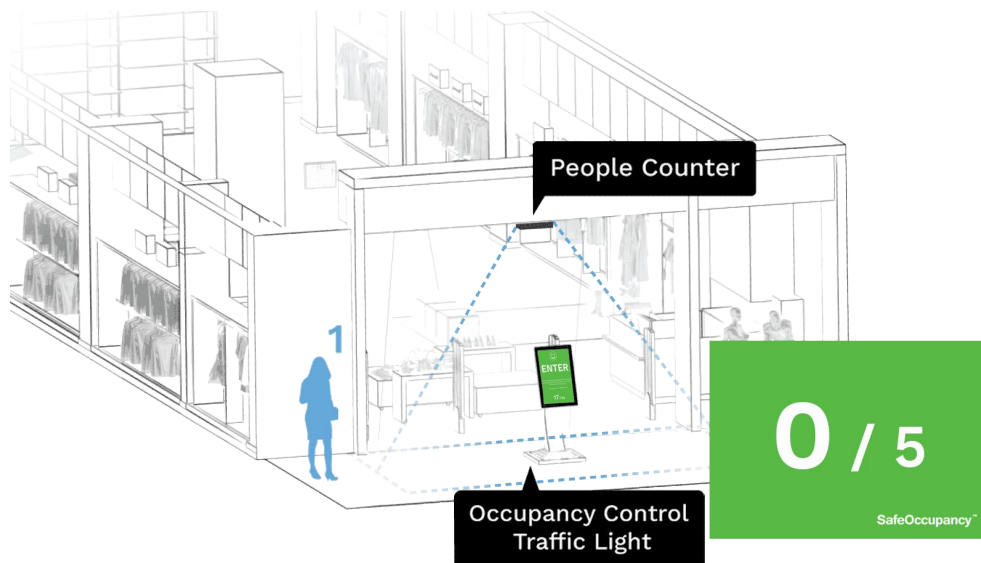 People Counter
1
ENTER
0 / 5
SafeOccupancy™
Occupancy Control
Traffic Light